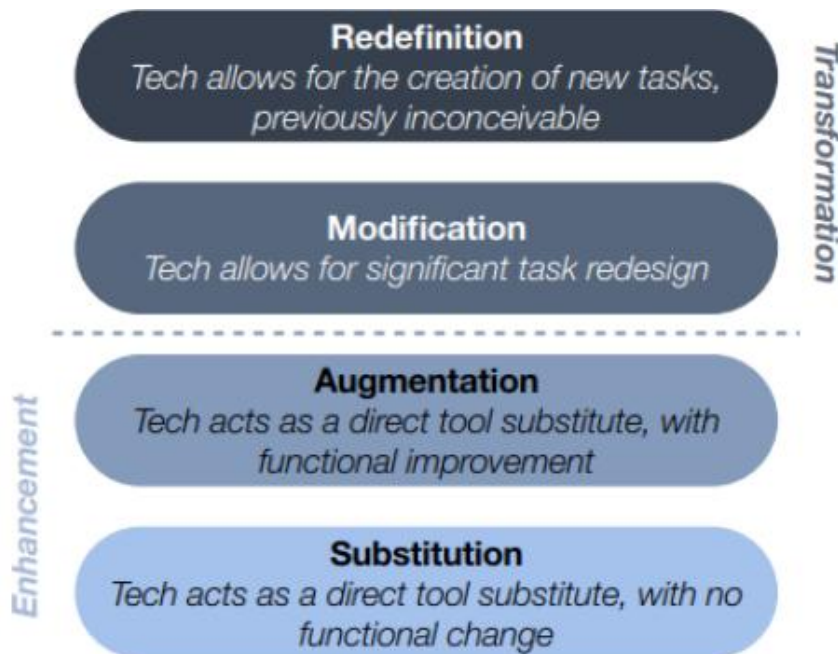 Redefinition
Tech allows for the creation of new tasks,
previously inconceivable
Modification
Tech allows for significant task redesign
Transformation
Augmentation
Tech acts as a direct tool substitute, with
functional improvement
Substitution
Tech acts as a direct tool substitute, with no
functional change
Enhancement